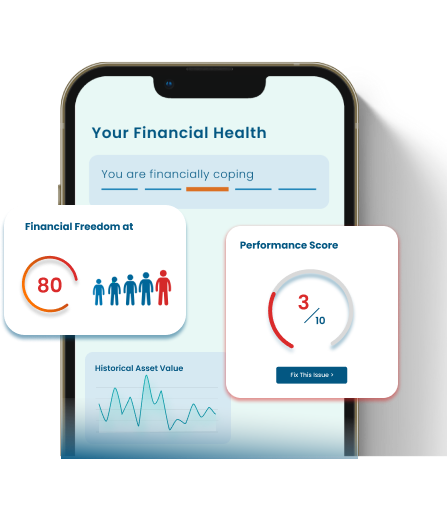 Your Financial Health
You are financially coping
Financial Freedom at
80
Performance Score
3/10
Fix This Issue >
Historical Asset Value